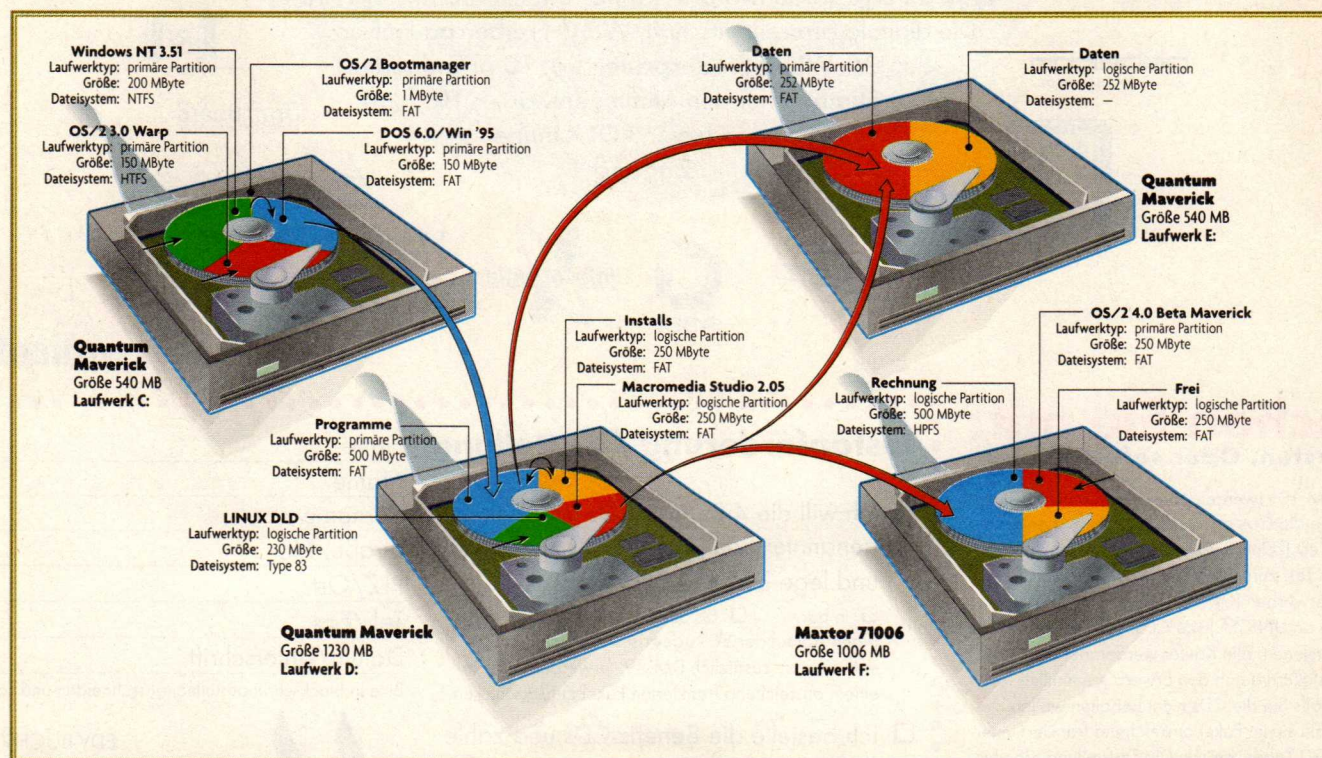 Windows NT 3.51
Laufwerktyp: primäre Partition
Größe: 200 MByte
Dateisystem: NTFS
OS/2 Bootmanager
Laufwerktyp: primäre Partition
Größe: 1 MByte
Dateisystem: FAT
OS/2 3.0 Warp
Laufwerktyp: primäre Partition
Größe: 150 MByte
Dateisystem: HTFS
DOS 6.0/Win '95
Laufwerktyp: primäre Partition
Größe: 150 MByte
Dateisystem: FAT
Quantum
Maverick
Größe 540 MB
Laufwerk C:
Daten
Laufwerktyp: primäre Partition
Größe: 252 MByte
Dateisystem: FAT
Daten
Laufwerktyp: logische Partition
Größe: 252 MByte
Dateisystem: —
Quantum
Maverick
Größe 540 MB
Laufwerk E:
Installs
Laufwerktyp: logische Partition
Größe: 250 MByte
Dateisystem: FAT
Macromedia Studio 2.05
Laufwerktyp: logische Partition
Größe: 250 MByte
Dateisystem: FAT
Programme
Laufwerktyp: primäre Partition
Größe: 500 MByte
Dateisystem: FAT
LINUX DLD
Laufwerktyp: logische Partition
Größe: 230 MByte
Dateisystem: Type 83
Quantum Maverick
Größe 1230 MB
Laufwerk D:
OS/2 4.0 Beta Maverick
Laufwerktyp: primäre Partition
Größe: 250 MByte
Dateisystem: FAT
Rechnung
Laufwerktyp: logische Partition
Größe: 500 MByte
Dateisystem: HPFS
Frei
Laufwerktyp: logische Partition
Größe: 250 MByte
Dateisystem: FAT
Maxtor 71006
Größe 1006 MB
Laufwerk F: